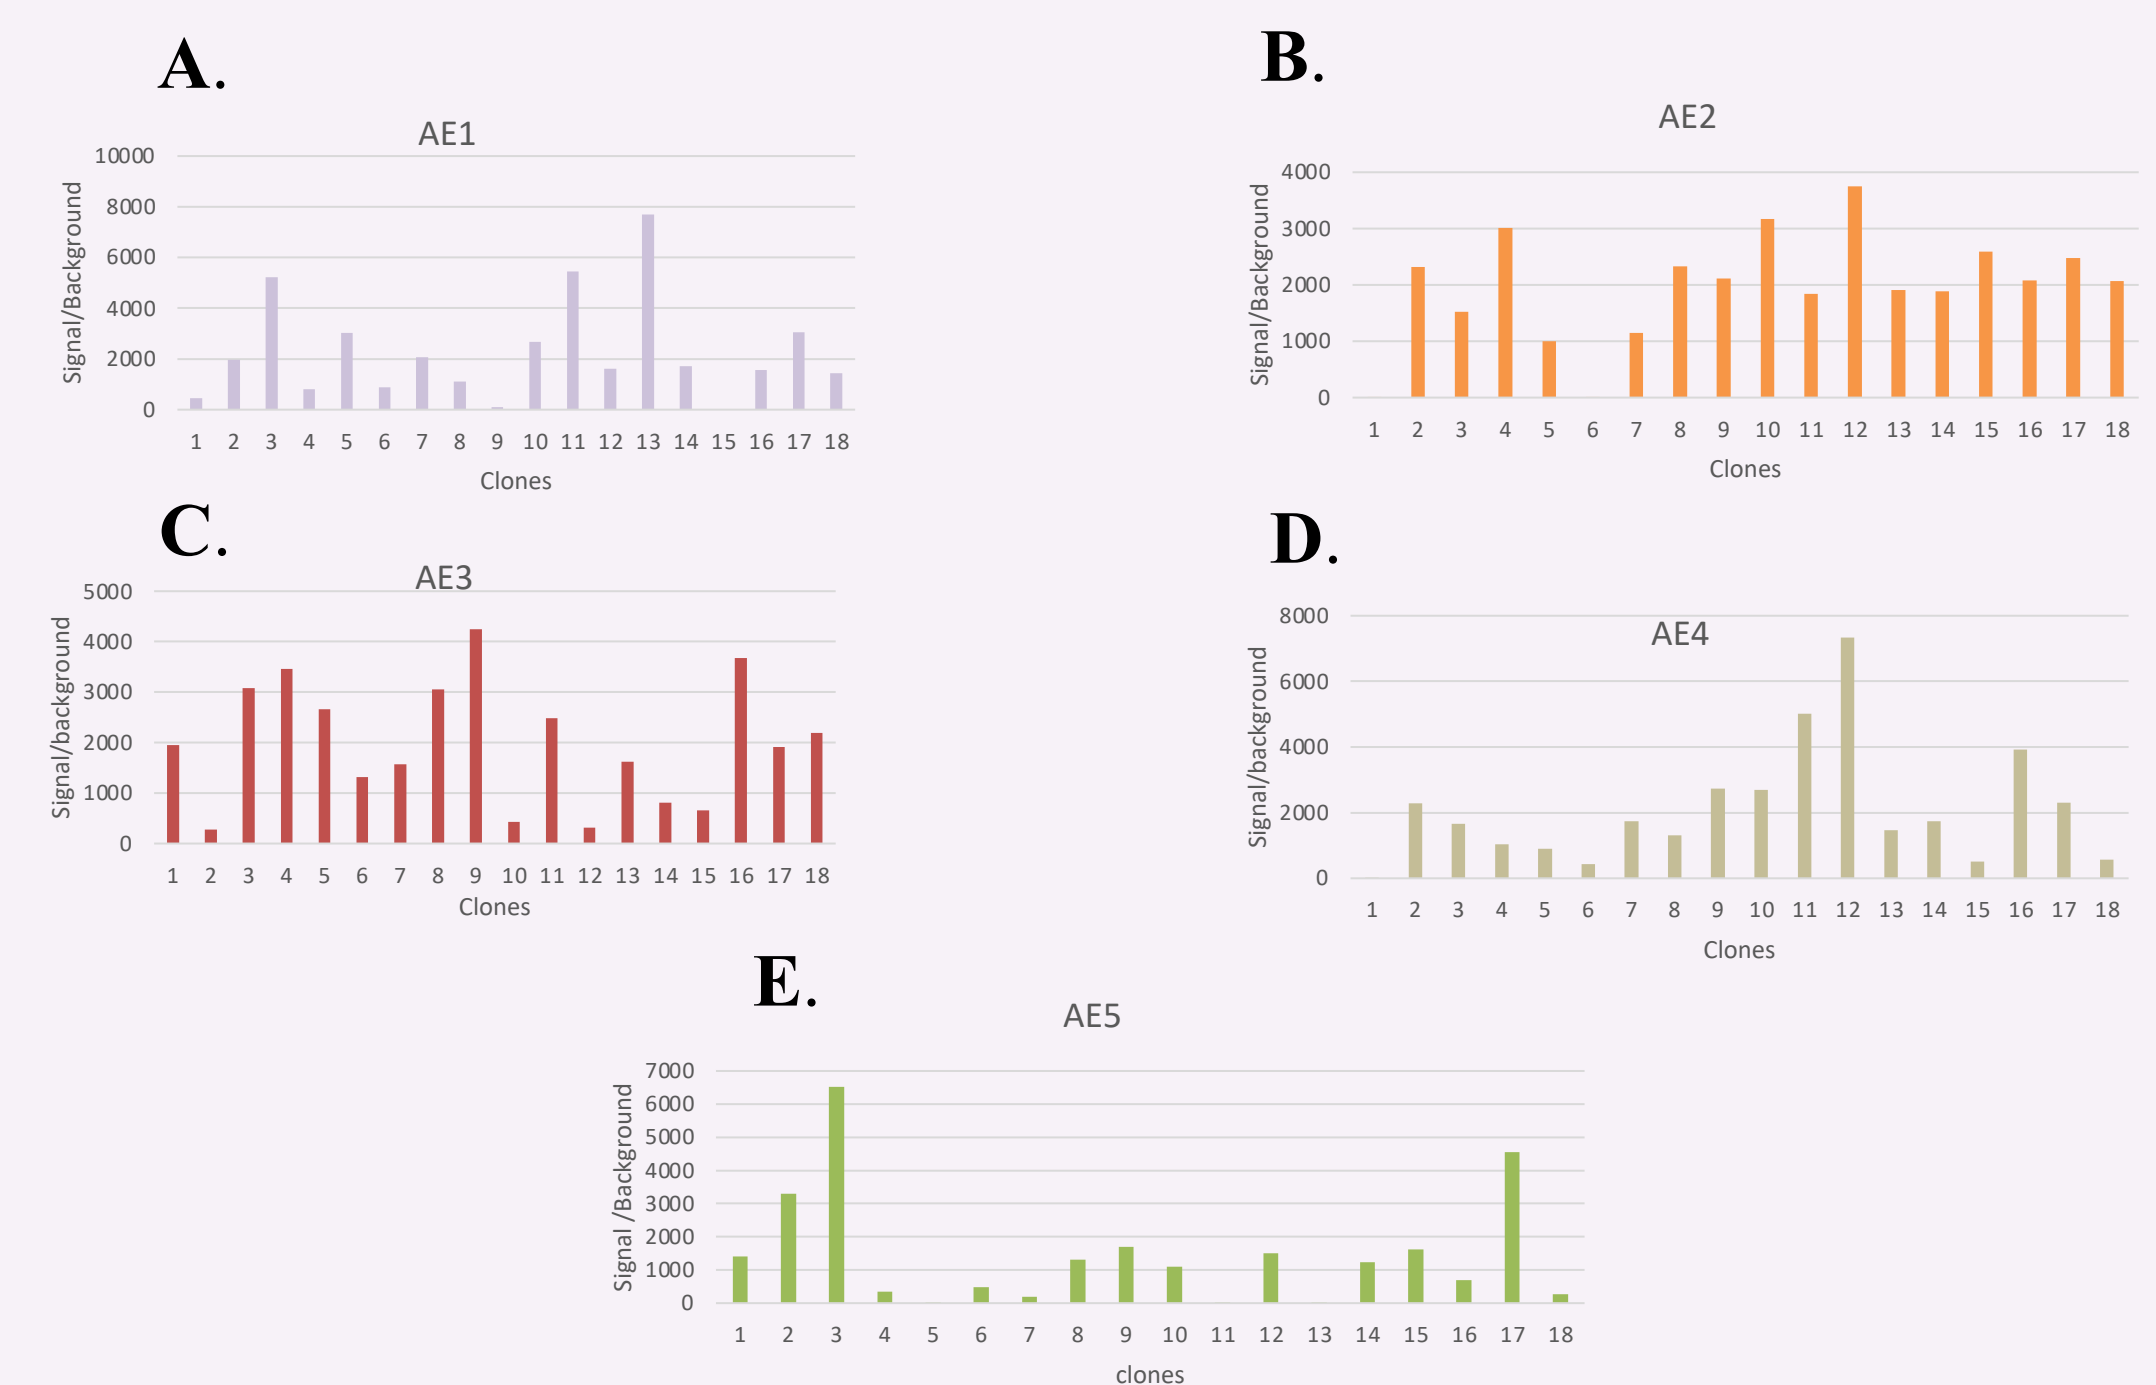 A.
AE1
Signal/Background
10000
8000
6000
4000
2000
0
1 2 3 4 5 6 7 8 9 10 11 12 13 14 15 16 17 18
Clones
B.
AE2
Signal/Background
4000
3000
2000
1000
0
1 2 3 4 5 6 7 8 9 10 11 12 13 14 15 16 17 18
Clones
C.
AE3
Signal/background
5000
4000
3000
2000
1000
0
1 2 3 4 5 6 7 8 9 10 11 12 13 14 15 16 17 18
Clones
D.
AE4
Signal/background
8000
6000
4000
2000
0
1 2 3 4 5 6 7 8 9 10 11 12 13 14 15 16 17 18
Clones
E.
AE5
Signal /Background
7000
6000
5000
4000
3000
2000
1000
0
1 2 3 4 5 6 7 8 9 10 11 12 13 14 15 16 17 18
clones